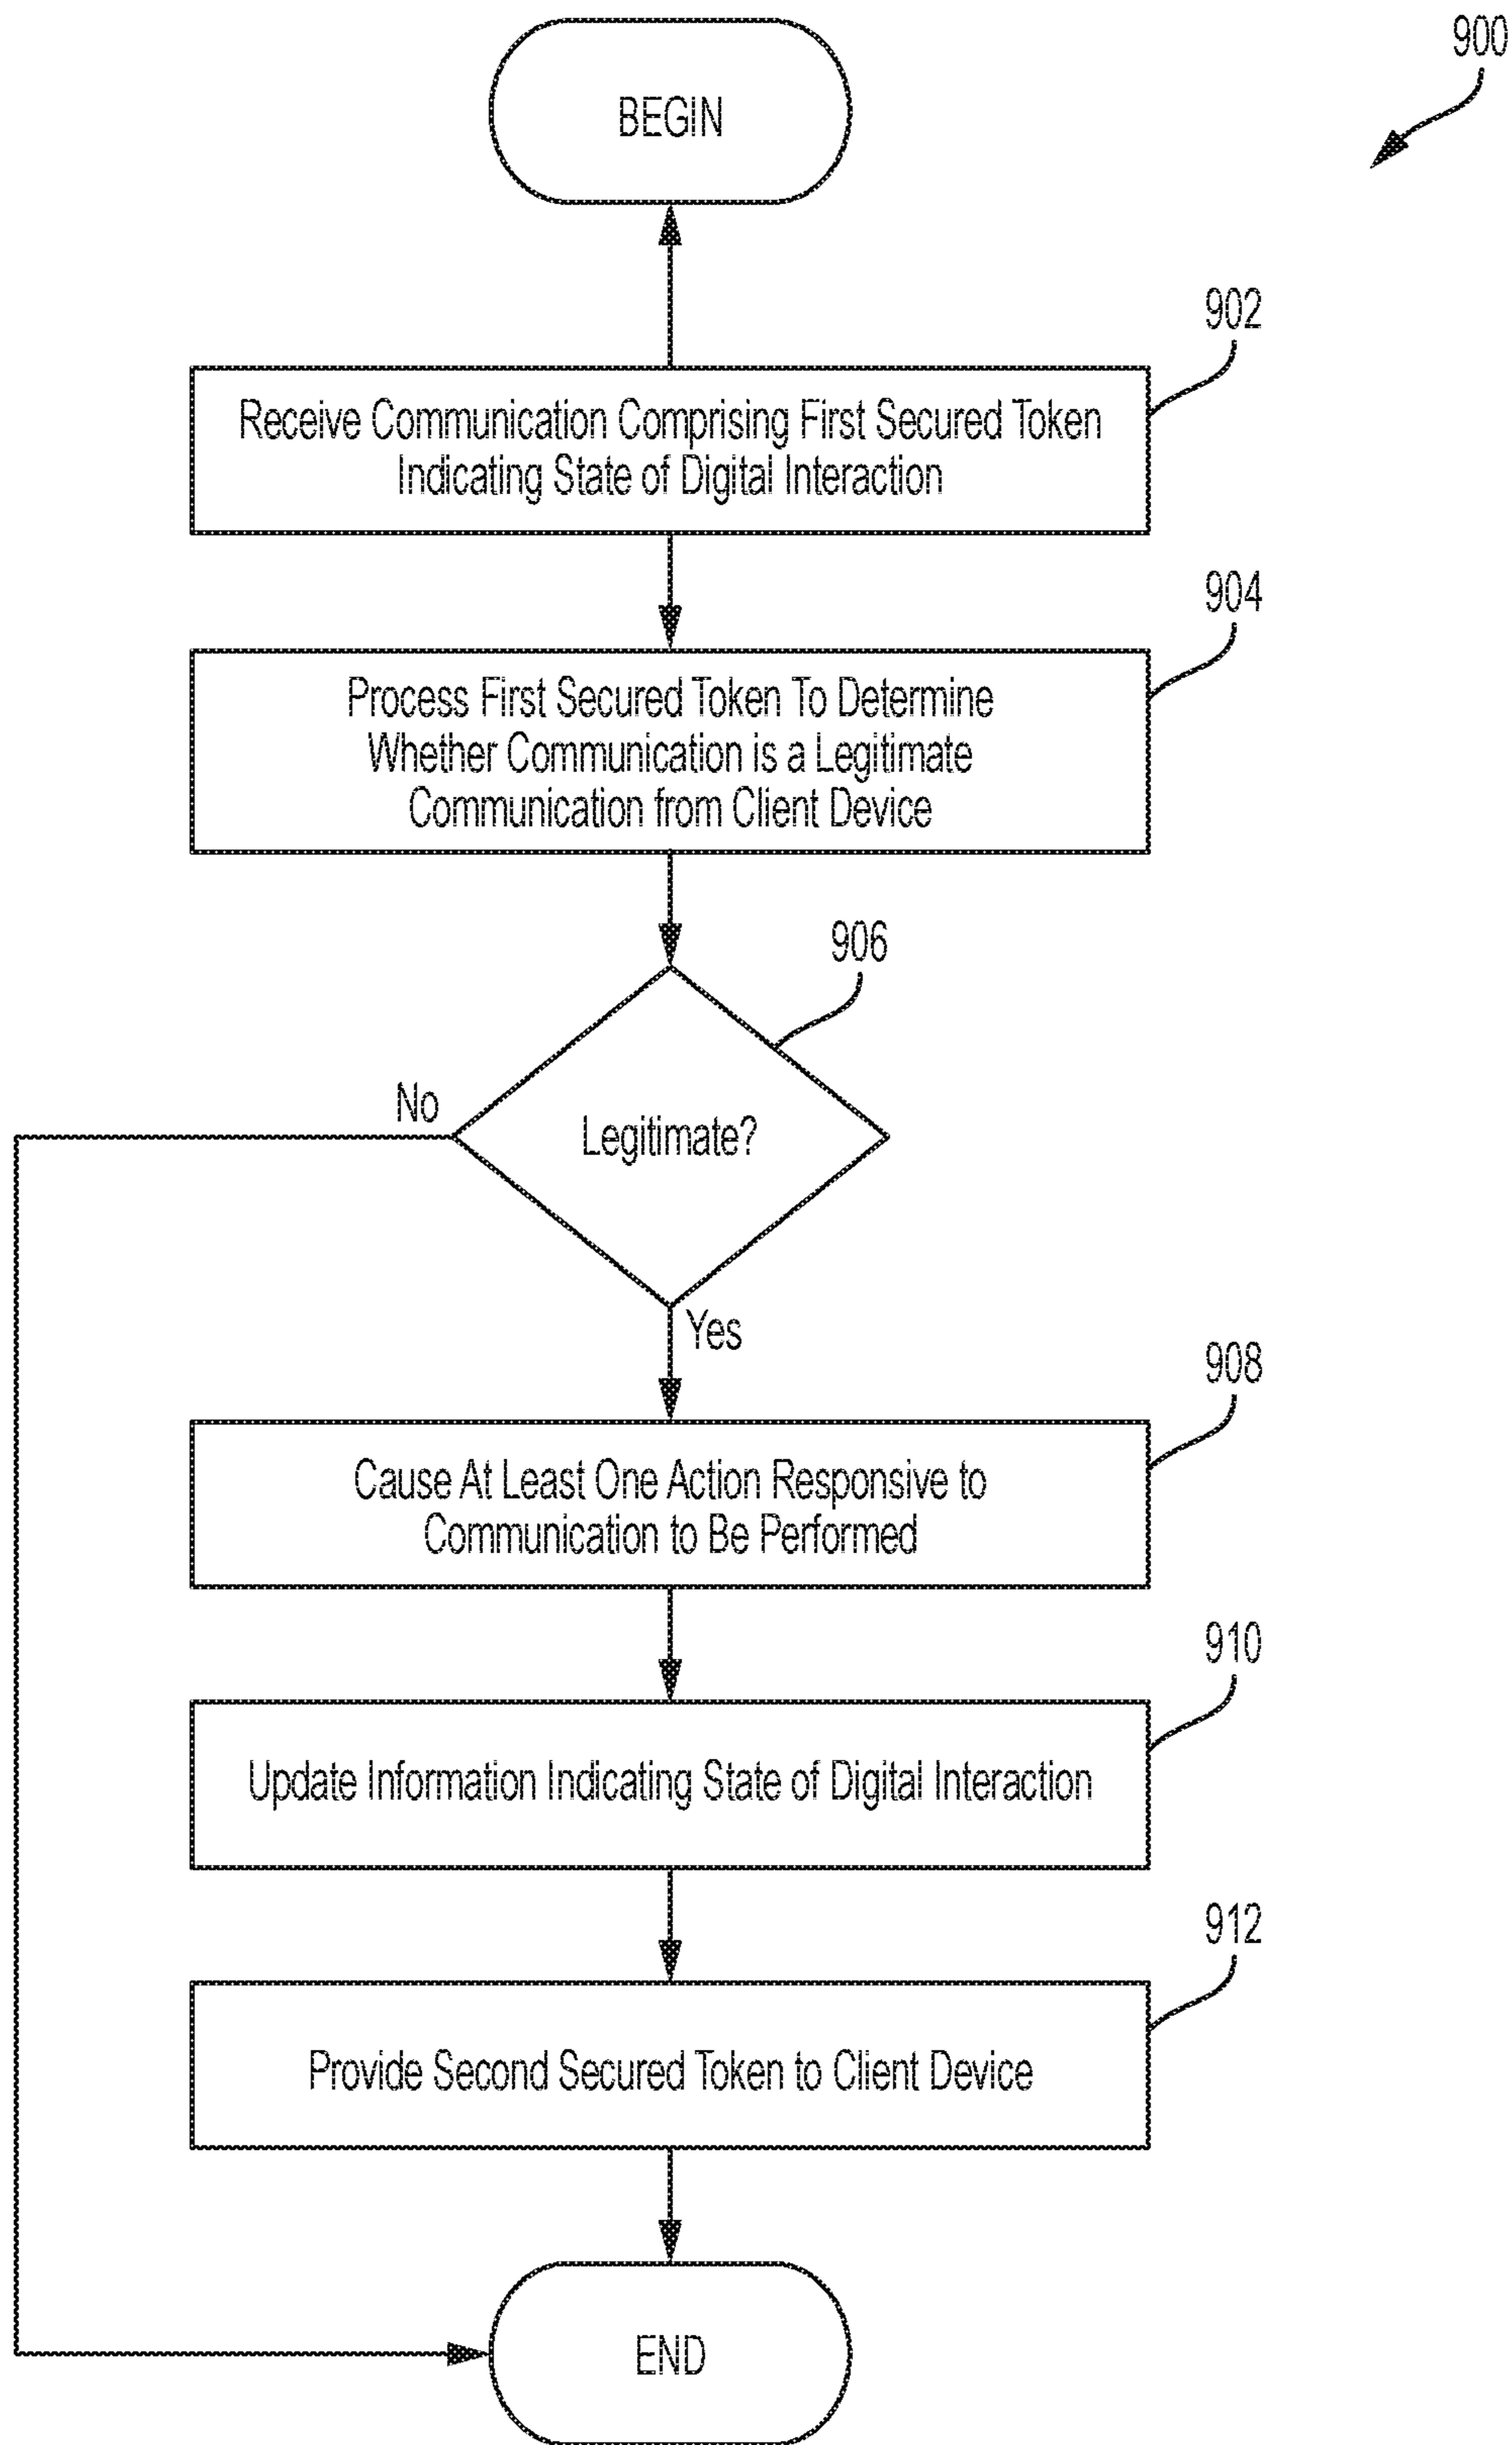 900
BEGIN
902
Receive Communication Comprising First Secured Token
Indicating State of Digital Interaction
904
Process First Secured Token To Determine
Whether Communication is a Legitimate
Communication from Client Device
906
No
Legitimate?
Yes
908
Cause At Least One Action Responsive to
Communication to Be Performed
910
Update Information Indicating State of Digital Interaction
912
Provide Second Secured Token to Client Device
END